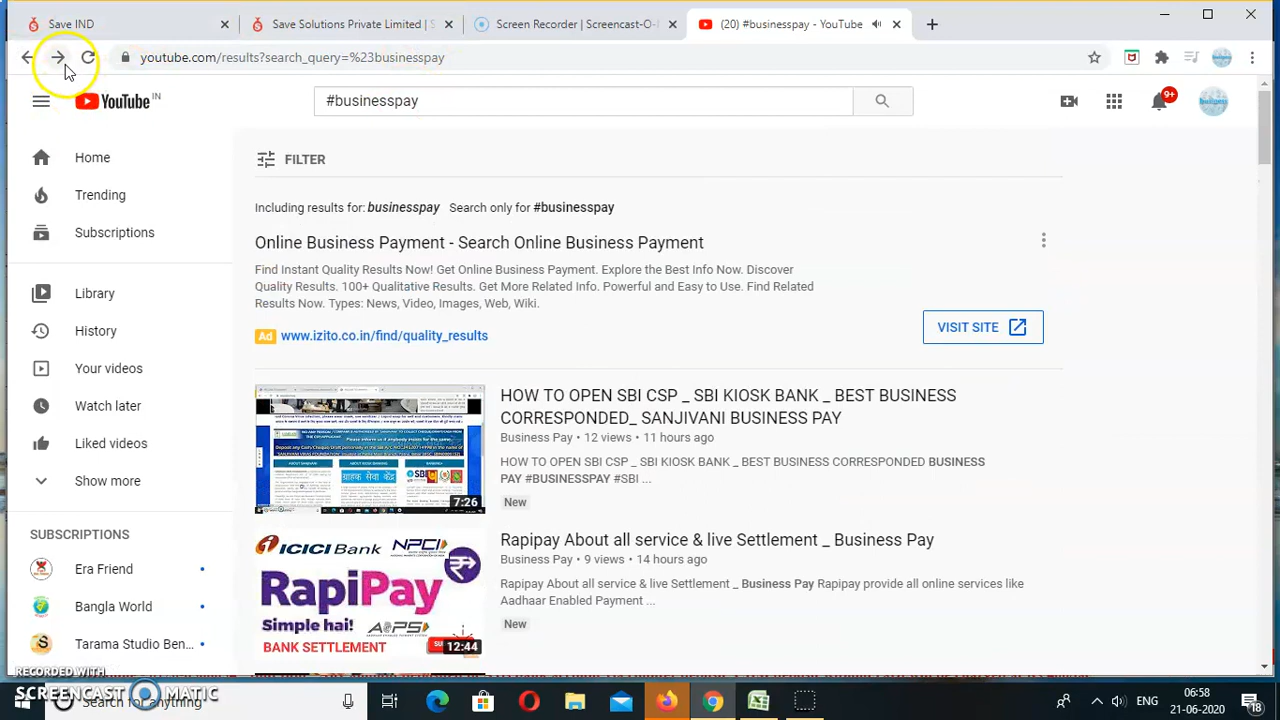 Save IND
Save Solutions Private Limited | S
Screen Recorder | Screencast-O-
(20) #businesspay - YouTube
youtube.com/results?search_query=%23businesspay
YouTube IN
#businesspay
9+
Home
Trending
Subscriptions
Library
History
Your videos
Watch later
Liked videos
Show more
SUBSCRIPTIONS
Era Friend
Bangla World
Tarama Studio Ben...
FILTER
Including results for: businesspay Search only for #businesspay
Online Business Payment - Search Online Business Payment
Find Instant Quality Results Now! Get Online Business Payment. Explore the Best Info Now. Discover
Quality Results. 100+ Qualitative Results. Get More Related Info. Powerful and Easy to Use. Find Related
Results Now. Types: News, Video, Images, Web, Wiki.
Ad www.izito.co.in/find/quality_results
VISIT SITE
HOW TO OPEN SBI CSP _ SBI KIOSK BANK _ BEST BUSINESS
CORRESPONDED_ SANJIVANI BUSINESS PAY
Business Pay • 12 views • 11 hours ago
HOW TO OPEN SBI CSP _ SBI KIOSK BANK _ BEST BUSINESS CORRESPONDED BUSINESS
PAY #BUSINESSPAY #SBI ...
New
ग्राहक सेवा केंद्र
7:26
Rapipay About all service & live Settlement _ Business Pay
Business Pay • 9 views • 14 hours ago
Rapipay About all service & live Settlement _ Business Pay Rapipay provide all online services like
Aadhaar Enabled Payment ...
New
ICICI Bank NPCI
RapiPay
Simple hai!
AePS
BANK SETTLEMENT
12:44
RECORDED WITH
SCREENCAST MATIC
Search for anything
ENG
06:58
21-06-2020
18